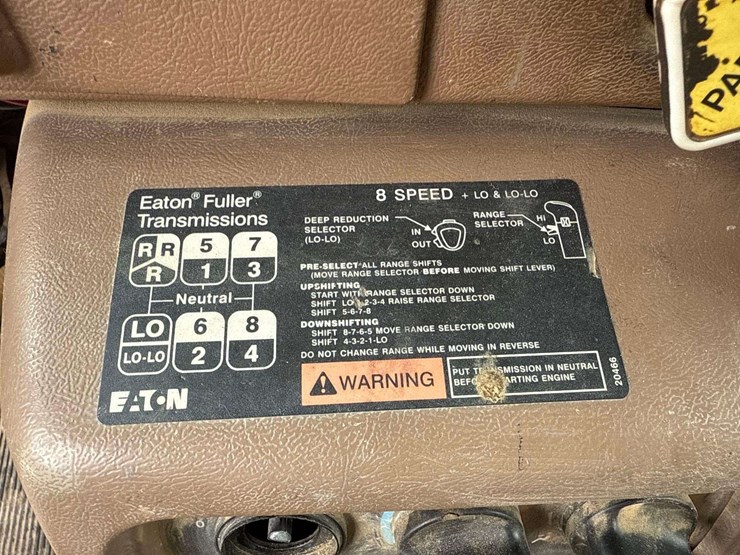 Eaton® Fuller®
Transmissions
8 SPEED + LO & LO-LO
R R 5 7
R 1 3
Neutral
LO 6 8
LO-LO 2 4
EATON
DEEP REDUCTION
SELECTOR
(LO-LO)
IN
OUT
RANGE
SELECTOR
HI
LO
PRE-SELECT ALL RANGE SHIFTS
(MOVE RANGE SELECTOR BEFORE MOVING SHIFT LEVER)
UPSHIFTING
START WITH RANGE SELECTOR DOWN
SHIFT LO 2-3-4 RAISE RANGE SELECTOR
SHIFT 5-6-7-8
DOWNSHIFTING
SHIFT 8-7-6-5 MOVE RANGE SELECTOR DOWN
SHIFT 4-3-2-1-LO
DO NOT CHANGE RANGE WHILE MOVING IN REVERSE
WARNING
PUT IN NEUTRAL
ENGINE
20466
PA